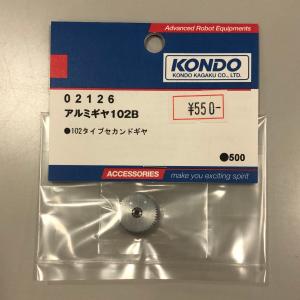 Advanced Robot Equipments
KONDO
KONDO KAGAKU CO., LTD.
02126
アルミギヤ102B
¥550-
●102タイプセカンドギヤ
●500
ACCESSORIES
make you exciting spirit